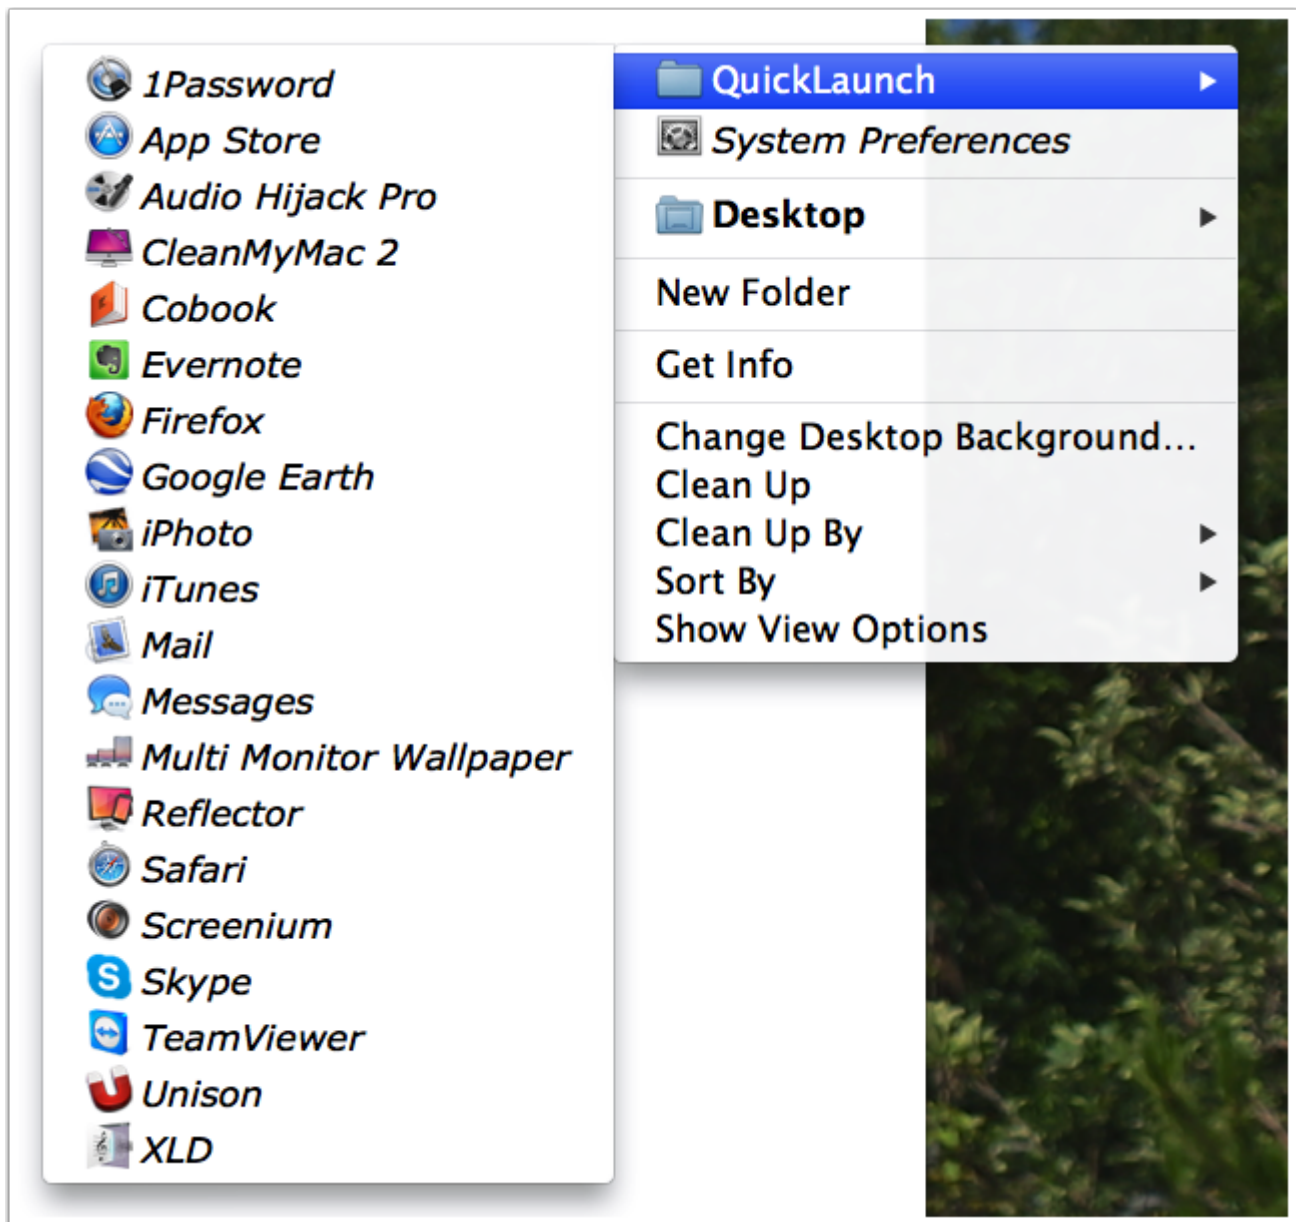 1Password
App Store
Audio Hijack Pro
CleanMyMac 2
Cobook
Evernote
Firefox
Google Earth
iPhoto
iTunes
Mail
Messages
Multi Monitor Wallpaper
Reflector
Safari
Screenium
Skype
TeamViewer
Unison
XLD
QuickLaunch
System Preferences
Desktop
New Folder
Get Info
Change Desktop Background...
Clean Up
Clean Up By
Sort By
Show View Options